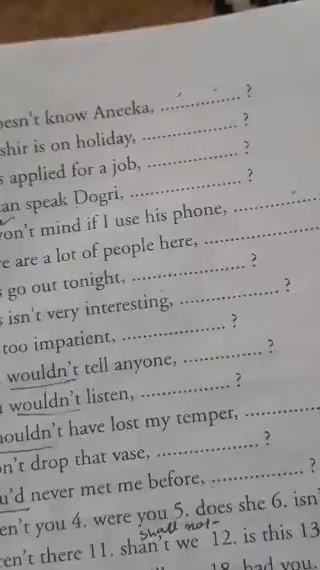 esn't know Aneeka, .................. ?
shir is on holiday, .................. ?
s applied for a job, .................. ?
an speak Dogri, .................. ?
on't mind if I use his phone, ..................
e are a lot of people here, ..................
s go out tonight, .................. ?
s isn't very interesting, .................. ?
too impatient, .................. ?
wouldn't tell anyone, .................. ?
wouldn't listen, .................. ?
ouldn't have lost my temper, ..................
n't drop that vase, .................. ?
u'd never met me before, .................. ?
en't you 4. were you 5. does she 6. isn'
shall not
en't there 11. shan't we 12. is this 13
18. had you.